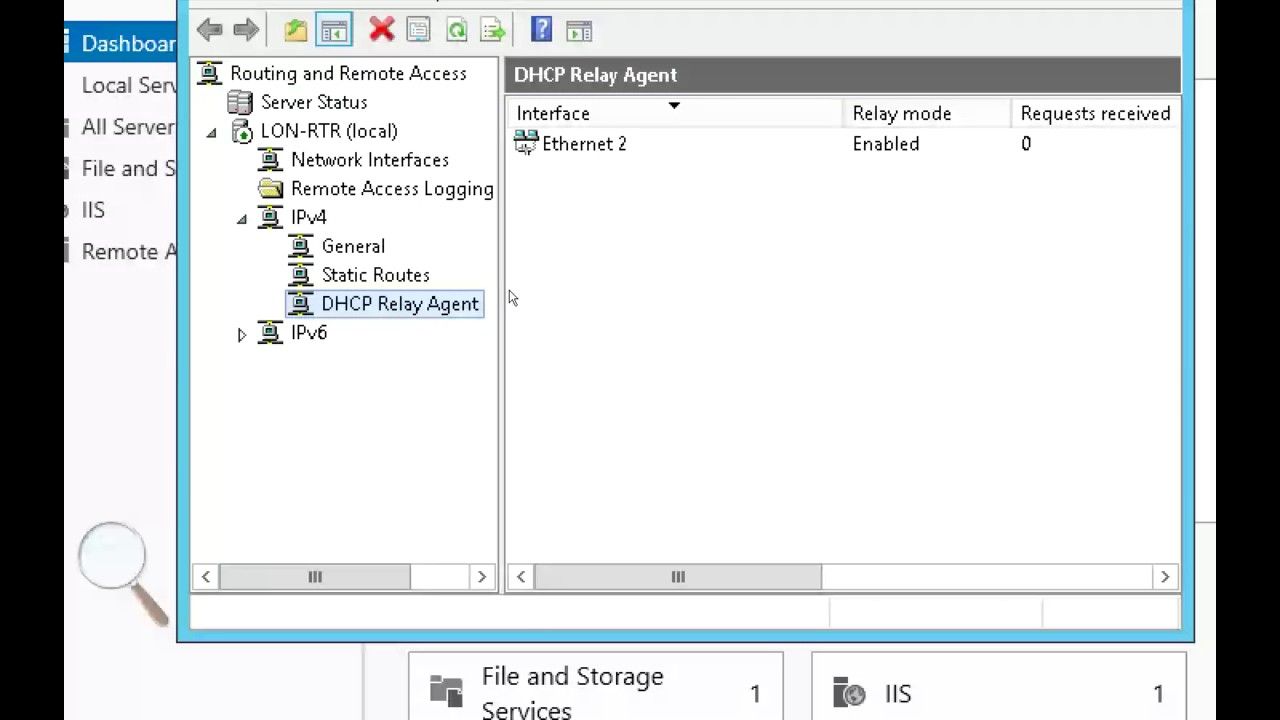 Dashboar
Local Serv
All Server
File and S
IIS
Remote A
Routing and Remote Access
Server Status
LON-RTR (local)
Network Interfaces
Remote Access Logging
IPv4
General
Static Routes
DHCP Relay Agent
IPv6
DHCP Relay Agent
Interface Relay mode Requests received
Ethernet 2 Enabled 0
File and Storage
Services 1
IIS 1